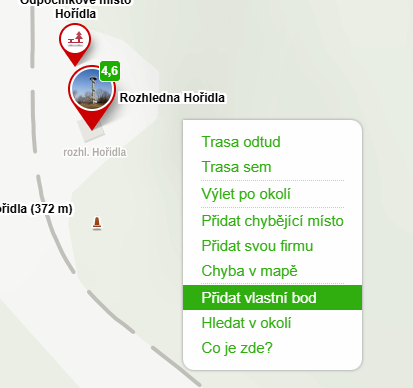 Odpočinkové místo
Hořidla
4,6
Rozhledna Hořidla
rozhl. Hořidla
řidla (372 m)
Trasa odtud
Trasa sem
Výlet po okolí
Přidat chybějící místo
Přidat svou firmu
Chyba v mapě
Přidat vlastní bod
Hledat v okolí
Co je zde?